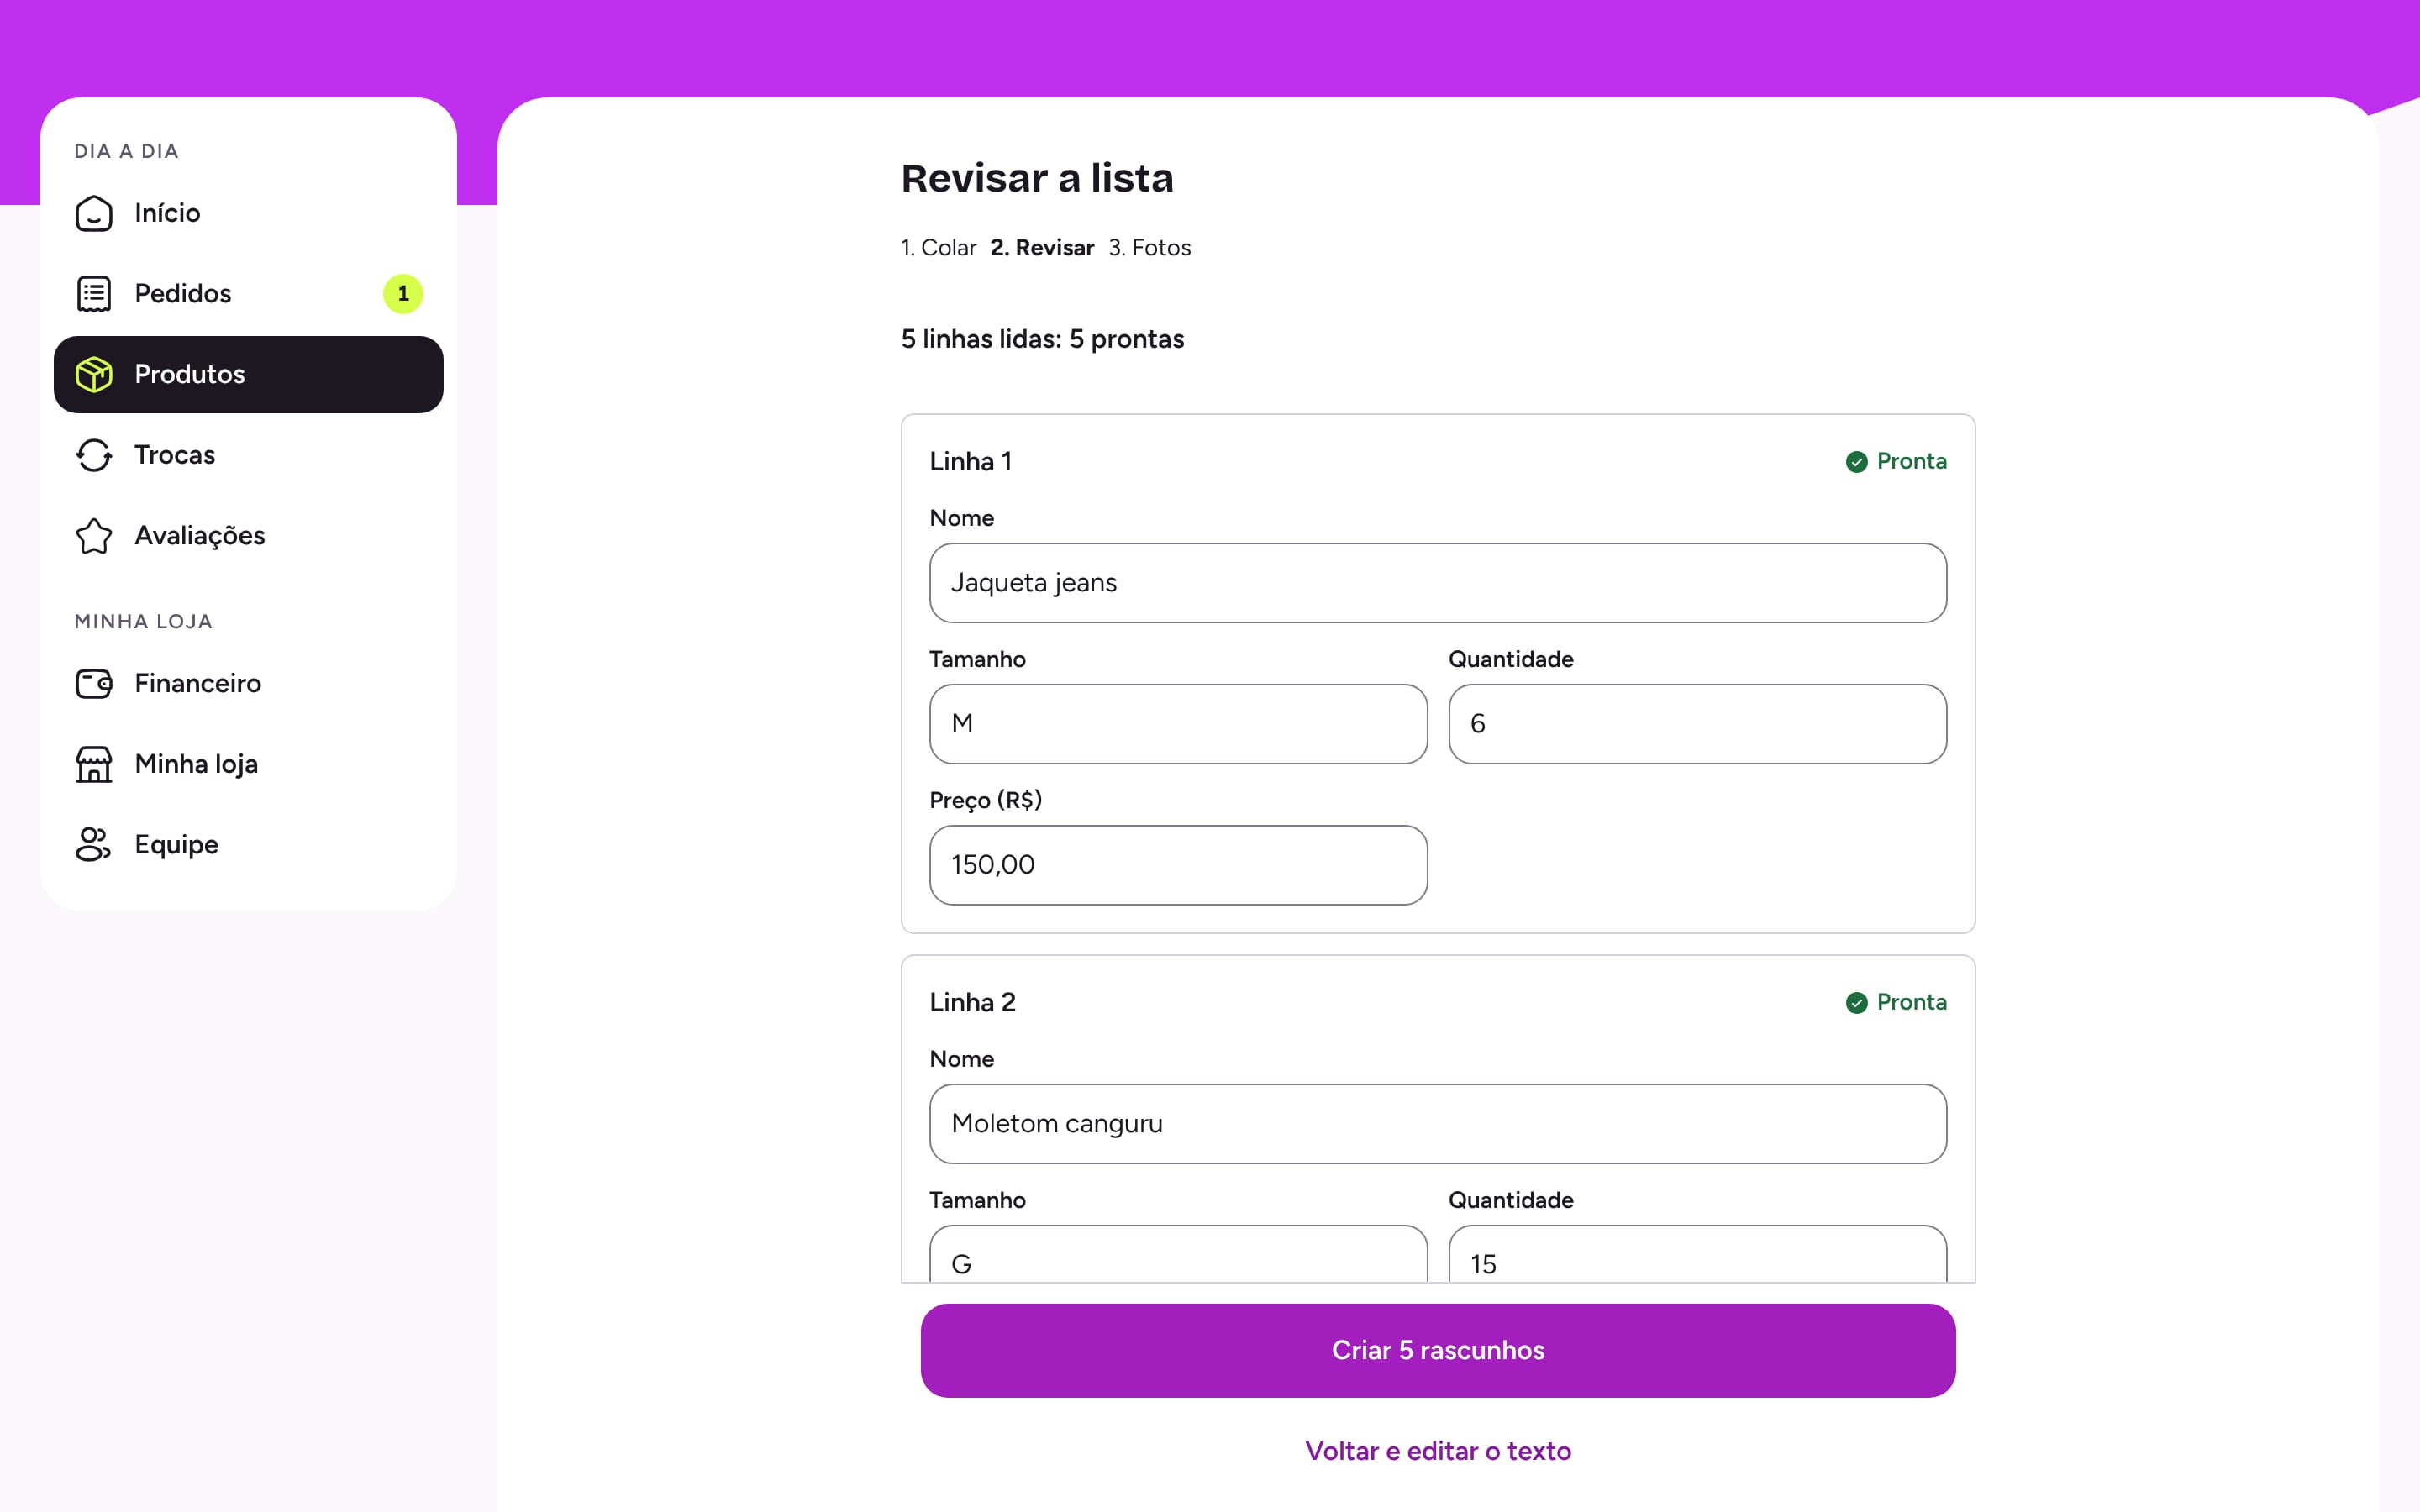 DIA A DIA
Início
Pedidos 1
Produtos
Trocas
Avaliações
MINHA LOJA
Financeiro
Minha loja
Equipe
Revisar a lista
1. Colar 2. Revisar 3. Fotos
5 linhas lidas: 5 prontas
Linha 1 Pronta
Nome
Jaqueta jeans
Tamanho Quantidade
M 6
Preço (R$)
150,00
Linha 2 Pronta
Nome
Moletom canguru
Tamanho Quantidade
G 15
Criar 5 rascunhos
Voltar e editar o texto